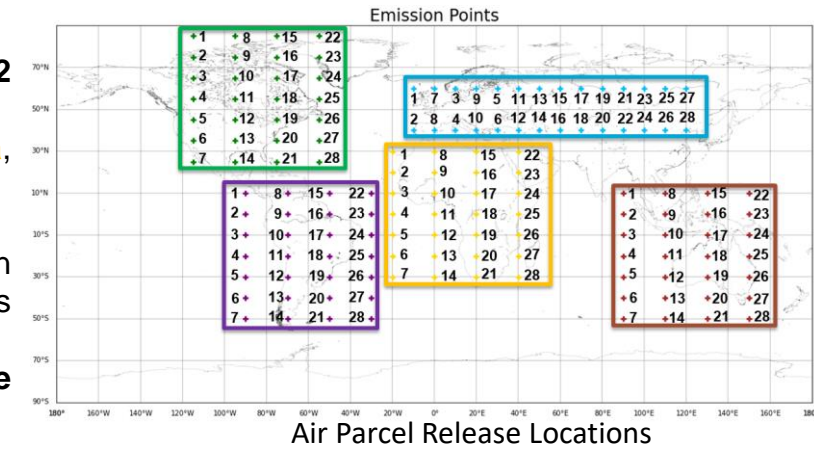 Emission Points
2
,
n
s
e
1 8 15 22
2 9 16 23
3 10 17 24
4 11 18 25
5 12 19 26
6 13 20 27
7 14 21 28
1 7 3 9 5 11 13 15 17 19 21 23 25 27
2 8 4 10 6 12 14 16 18 20 22 24 26 28
1 8 15 22
2 9 16 23
3 10 17 24
4 11 18 25
5 12 19 26
6 13 20 27
7 14 21 28
1 8 15 22
2 9 16 23
3 10 17 24
4 11 18 25
5 12 19 26
6 13 20 27
7 14 21 28
1 8 15 22
2 9 16 23
3 10 17 24
4 11 18 25
5 12 19 26
6 13 20 27
7 14 21 28
70°N
50°N
30°N
10°N
10°S
30°S
50°S
70°S
90°S
180° 160°W 140°W 120°W 100°W 80°W 60°W 40°W 20°W 0° 20°E 40°E 60°E 80°E 100°E 120°E 140°E 160°E 180
Air Parcel Release Locations